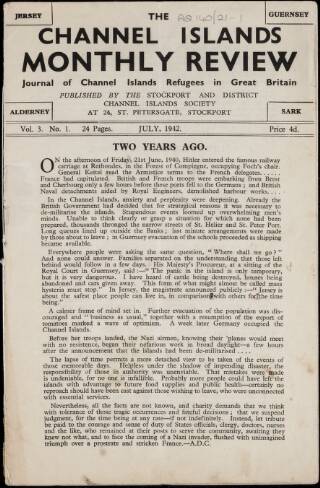 JERSEY
THE
AQ 140/21-1
GUERNSEY
CHANNEL ISLANDS
MONTHLY REVIEW
Journal of Channel Islands Refugees in Great Britain
PUBLISHED BY THE STOCKPORT AND DISTRICT
CHANNEL ISLANDS SOCIETY
ALDERNEY
AT 24, ST. PETERSGATE, STOCKPORT
SARK
Vol. 3. No. 1. 24 Pages. JULY, 1942. Price 4d.
TWO YEARS AGO.
ON the afternoon of Friday, 21st June, 1940, Hitler entered the famous railway
carriage at Rethondes, in the Forest of Compiegne, occupying Foch's chair.
General Keitel read the Armistice terms to the French delegates. . . . .
France had capitulated. British and French troops were embarking from Brest
and Cherbourg only a few hours before those ports fell to the Germans ; and British
Naval detachments aided by Royal Engineers, demolished harbour works. . .
In the Channel Islands, anxiety and perplexity were deepening. Already the
British Government had decided that for strategical reasons it was necessary to
de-militarise the islands. Stupendous events loomed up overwhelming men's
minds. Unable to think clearly or grasp a situation for which none had been
prepared, thousands thronged the narrow streets of St. Helier and St. Peter Port.
Long queues lined up outside the Banks ; last minute arrangements were made
by those about to leave ; in Guernsey evacuation of the schools proceeded as shipping
became available.
Everywhere people were asking the same question, " Where shall we go ? "
And none could answer. Families separated on the understanding that those left
behind would follow in a few days. His Majesty's Procureur, at a sitting of the
Royal Court in Guernsey, said :—" The panic in the island is only temporary,
but it is very dangerous. I have heard of cattle being destroyed, houses being
abandoned and cars given away. This form of what might almost be called mass
hysteria must stop." In Jersey, the magistrate announced publicly :—" Jersey is
about the safest place people can live in, in comparison with others for the time
being."
A calmer frame of mind set in. Further evacuation of the population was dis-
couraged and " business as usual," together with a resumption of the export of
tomatoes marked a wave of optimism. A week later Germany occupied the
Channel Islands.
Before her troops landed, the Nazi airmen, knowing their 'planes would meet
with no resistence, began their nefarious work in broad daylight—a few hours
after the announcement that the islands had been de-militarised . . . .
The lapse of time permits a more detached view to be taken of the events of
those memorable days. Helpless under the shadow of impending disaster, the
responsibility of those in authority was unenviable. That mistakes were made
is undeniable, for no one is infallible. Probably more people could have left the
islands with advantage to future food supplies and public health—certainly no
reproach should have been cast against those wishing to leave, who were unconnected
with essential services.
Nevertheless, all the facts are not known, and charity demands that we think
with tolerance of those tragic occurrences and fateful decisions ; that we suspend
judgment, for the time being at any rate—if not indefinitely. Instead, let tribute
be paid to the courage and sense of duty of States officials, clergy, doctors, nurses
and the like, who remained at their posts to serve the community, awaiting they
knew not what, and to face the coming of a Nazi invader, flushed with unimagined
triumph over a prostrate and stricken France.—A.D.C.